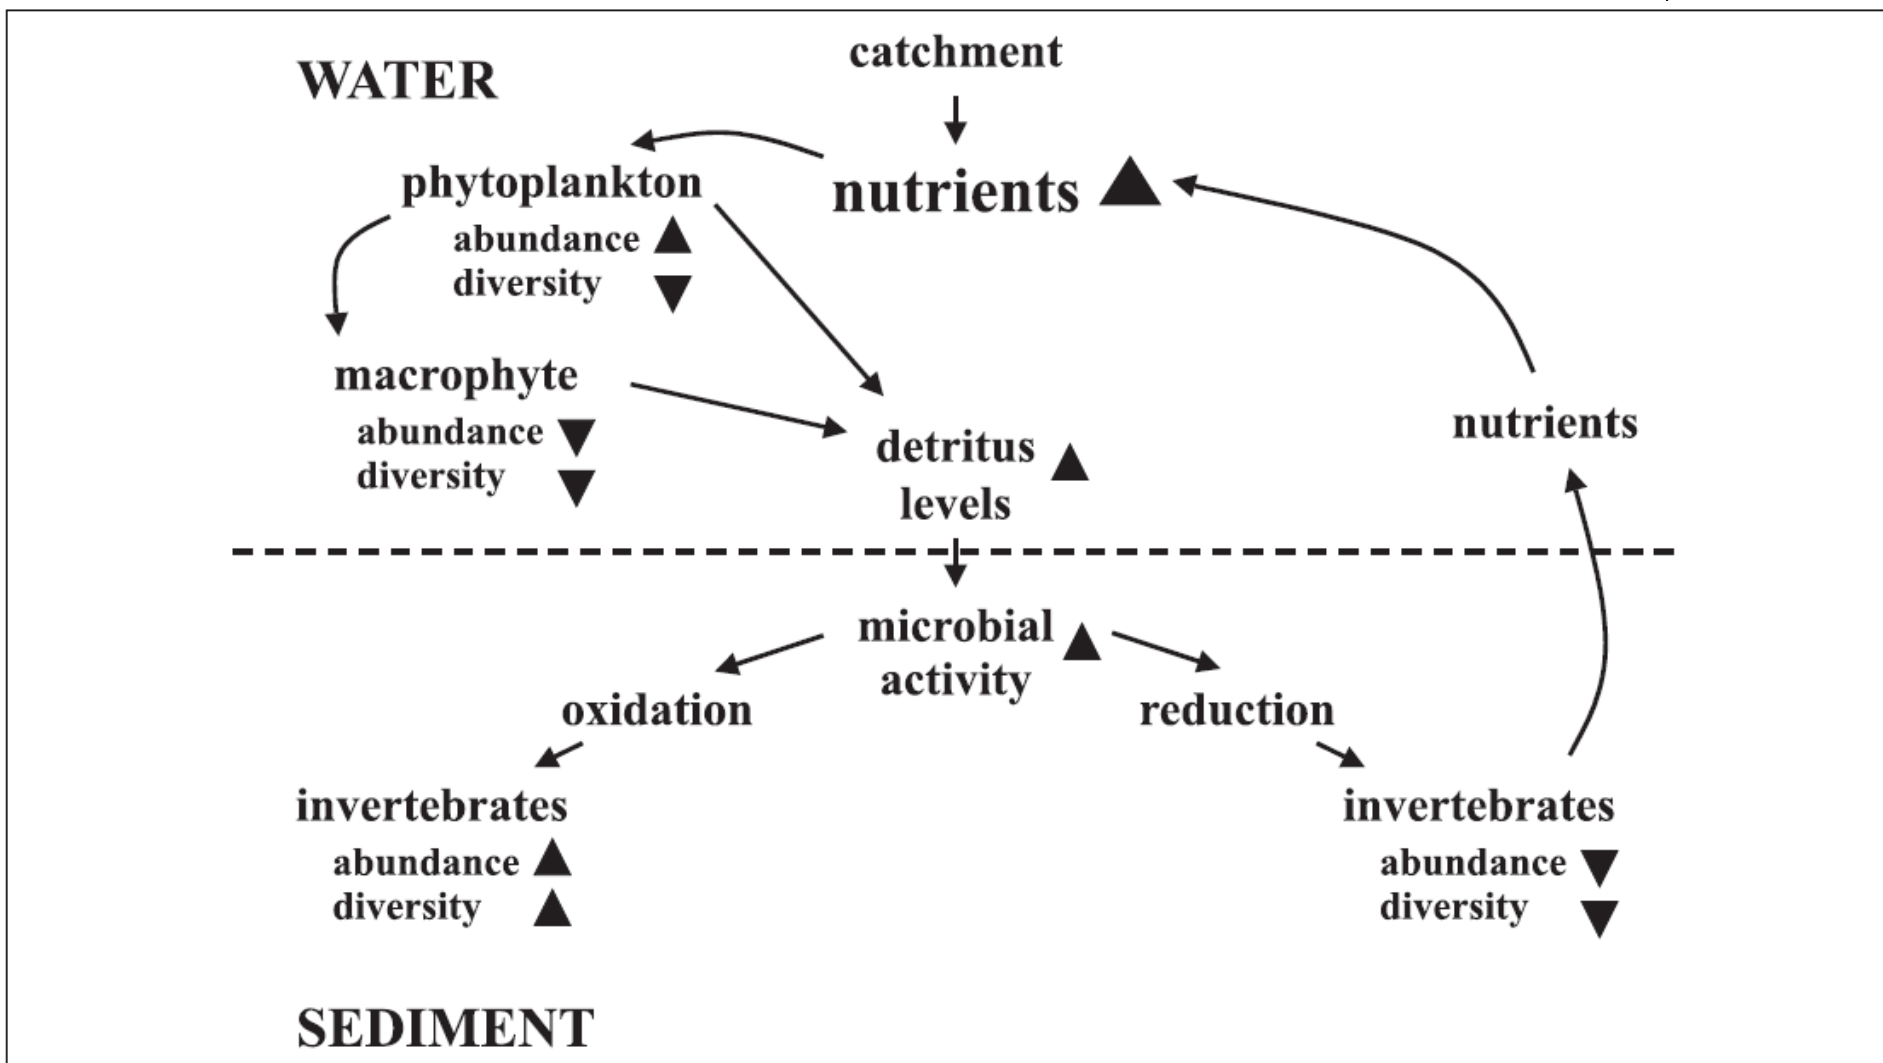 WATER
catchment
nutrients
phytoplankton
abundance
diversity
macrophyte
abundance
diversity
detritus
levels
nutrients
microbial
activity
oxidation
reduction
invertebrates
abundance
diversity
invertebrates
abundance
diversity
SEDIMENT